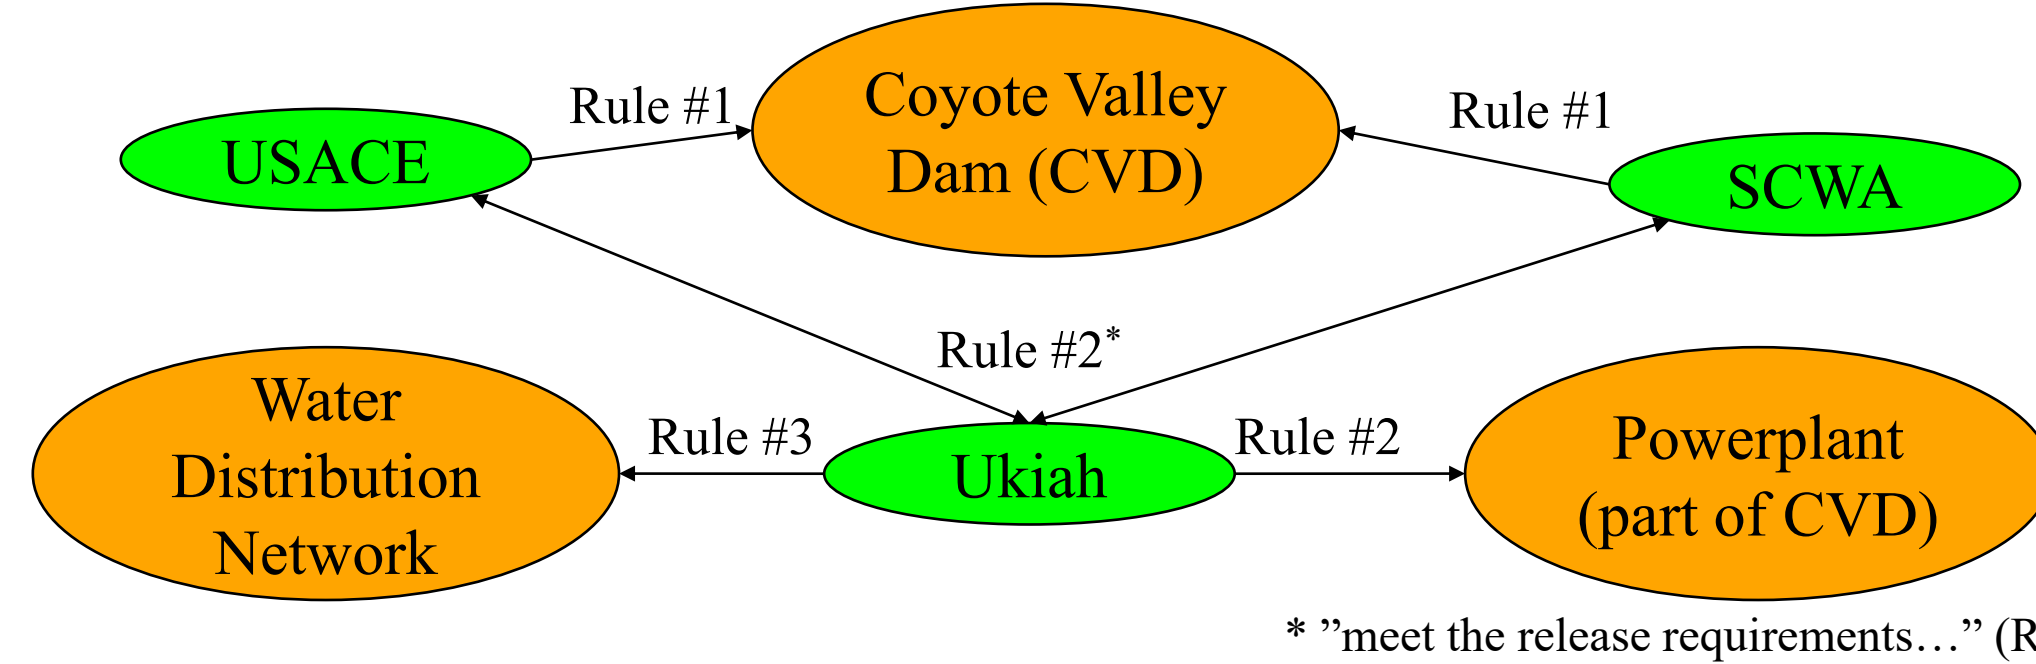 Rule #1
Coyote Valley
Dam (CVD)
Rule #1
USACE
SCWA
Rule #2*
Water
Distribution
Network
Rule #3
Ukiah
Rule #2
Powerplant
(part of CVD)
* ”meet the release requirements…” (R